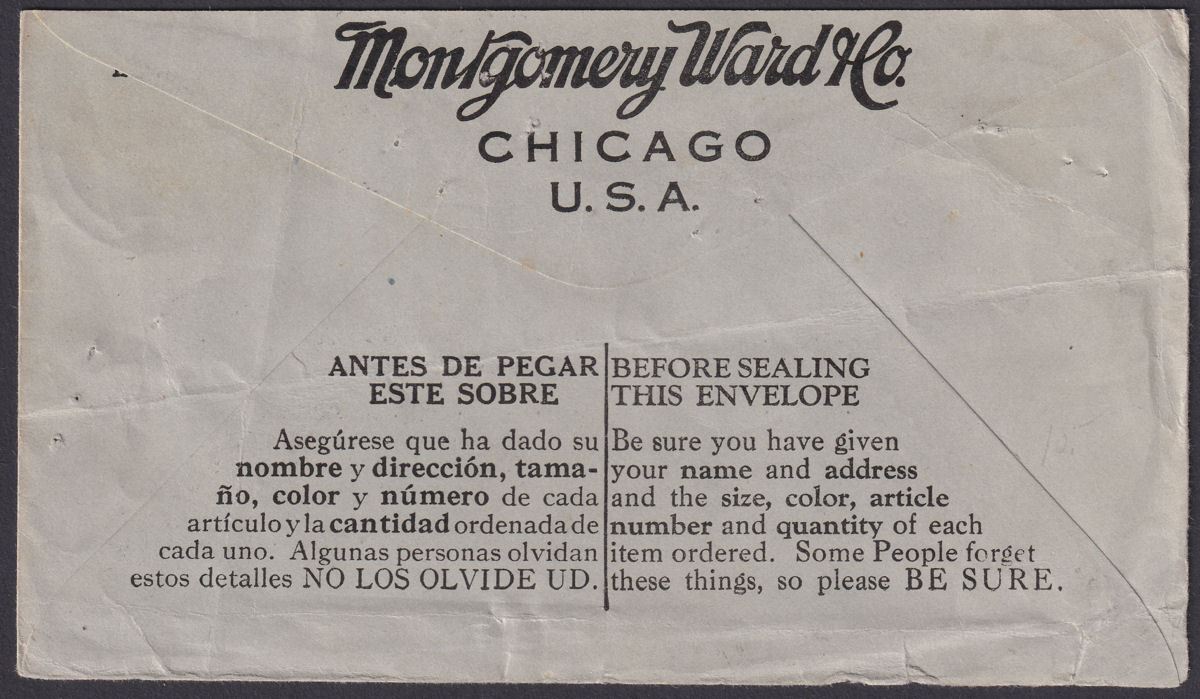 Montgomery Ward & Co.
CHICAGO
U. S. A.
ANTES DE PEGAR
ESTE SOBRE
Asegúrese que ha dado su
nombre y dirección, tama-
ño, color y número de cada
artículo y la cantidad ordenada de
cada uno. Algunas personas olvidan
estos detalles NO LOS OLVIDE UD.
BEFORE SEALING
THIS ENVELOPE
Be sure you have given
your name and address
and the size, color, article
number and quantity of each
item ordered. Some People forget
these things, so please BE SURE.